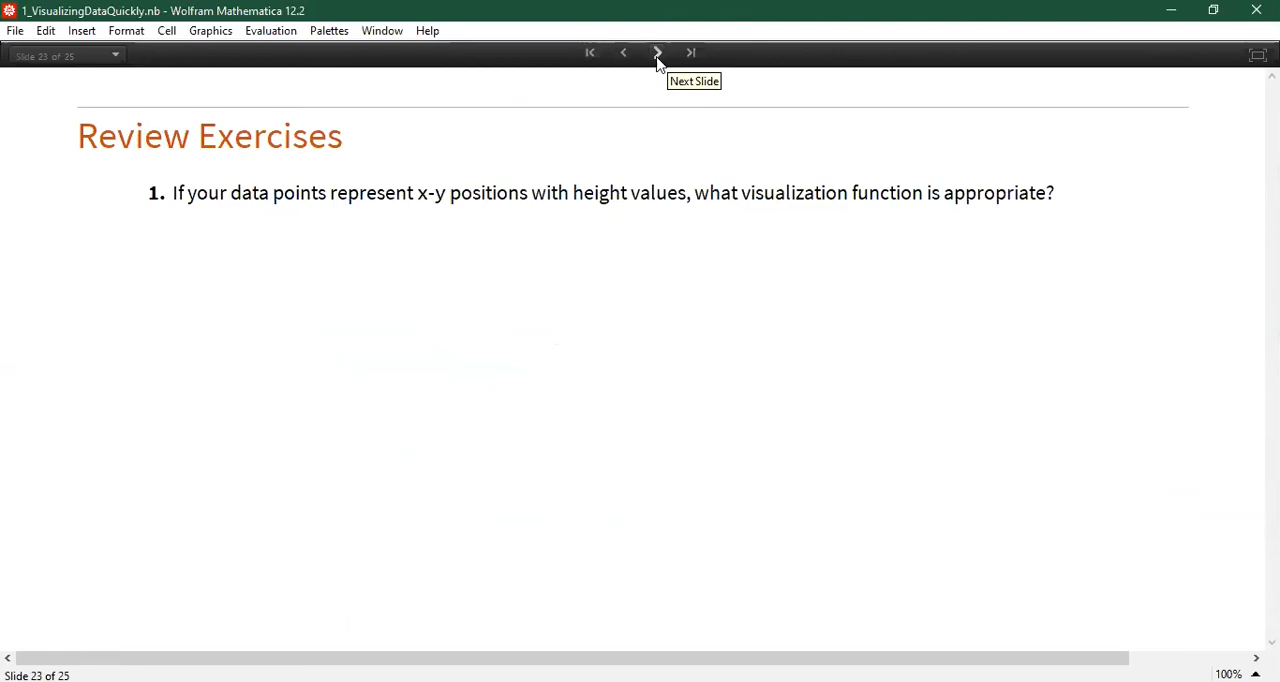 1_VisualizingDataQuickly.nb - Wolfram Mathematica 12.2
File Edit Insert Format Cell Graphics Evaluation Palettes Window Help
Slide 23 of 25
Next Slide
Review Exercises
1. If your data points represent x-y positions with height values, what visualization function is appropriate?
Slide 23 of 25
100%